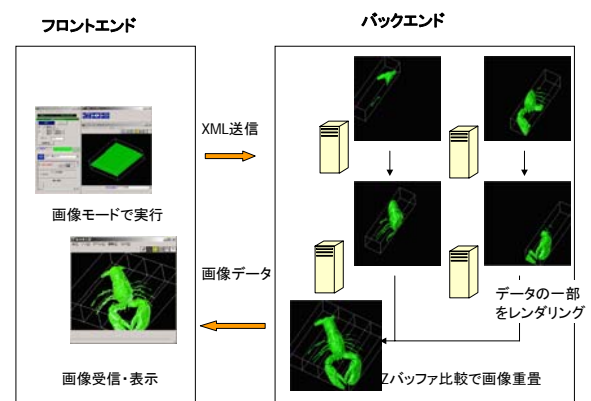 フロントエンド
バックエンド
XML送信
画像モードで実行
画像データ
データの一部
をレンダリング
画像受信・表示
Zバッファ比較で画像重畳